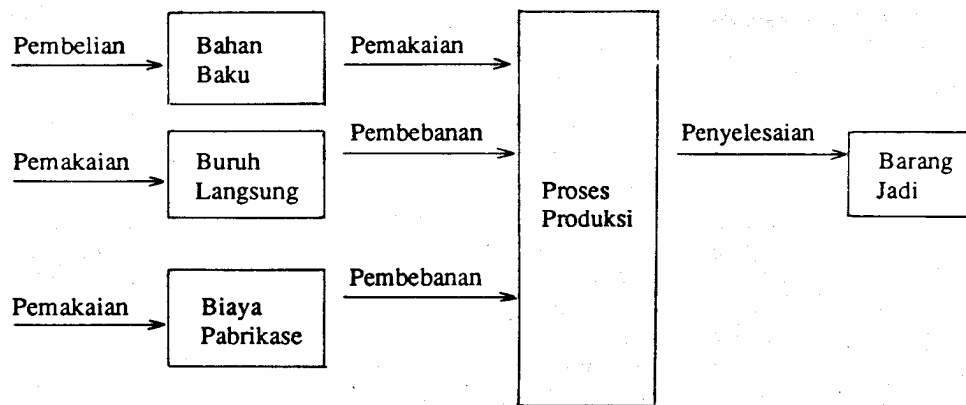 Pembelian
Bahan
Baku
Pemakaian
Pemakaian
Buruh
Langsung
Pembebanan
Proses
Produksi
Penyelesaian
Barang
Jadi
Pemakaian
Biaya
Pabrikase
Pembebanan